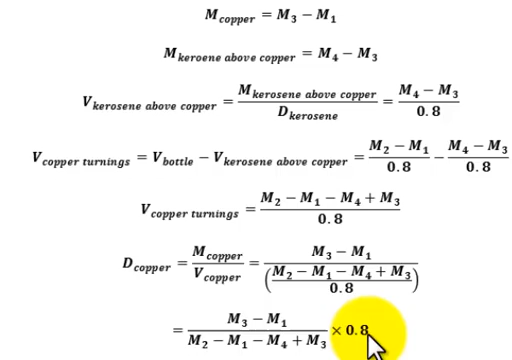 M_copper = M_3 − M_1
M_keroene above copper = M_4 − M_3
V_kerosene above copper = M_kerosene above copper / D_kerosene = (M_4 − M_3) / 0.8
V_copper turnings = V_bottle − V_kerosene above copper = (M_2 − M_1) / 0.8 − (M_4 − M_3) / 0.8
V_copper turnings = (M_2 − M_1 − M_4 + M_3) / 0.8
D_copper = M_copper / V_copper = (M_3 − M_1) / ((M_2 − M_1 − M_4 + M_3) / 0.8)
= (M_3 − M_1) / (M_2 − M_1 − M_4 + M_3) × 0.8